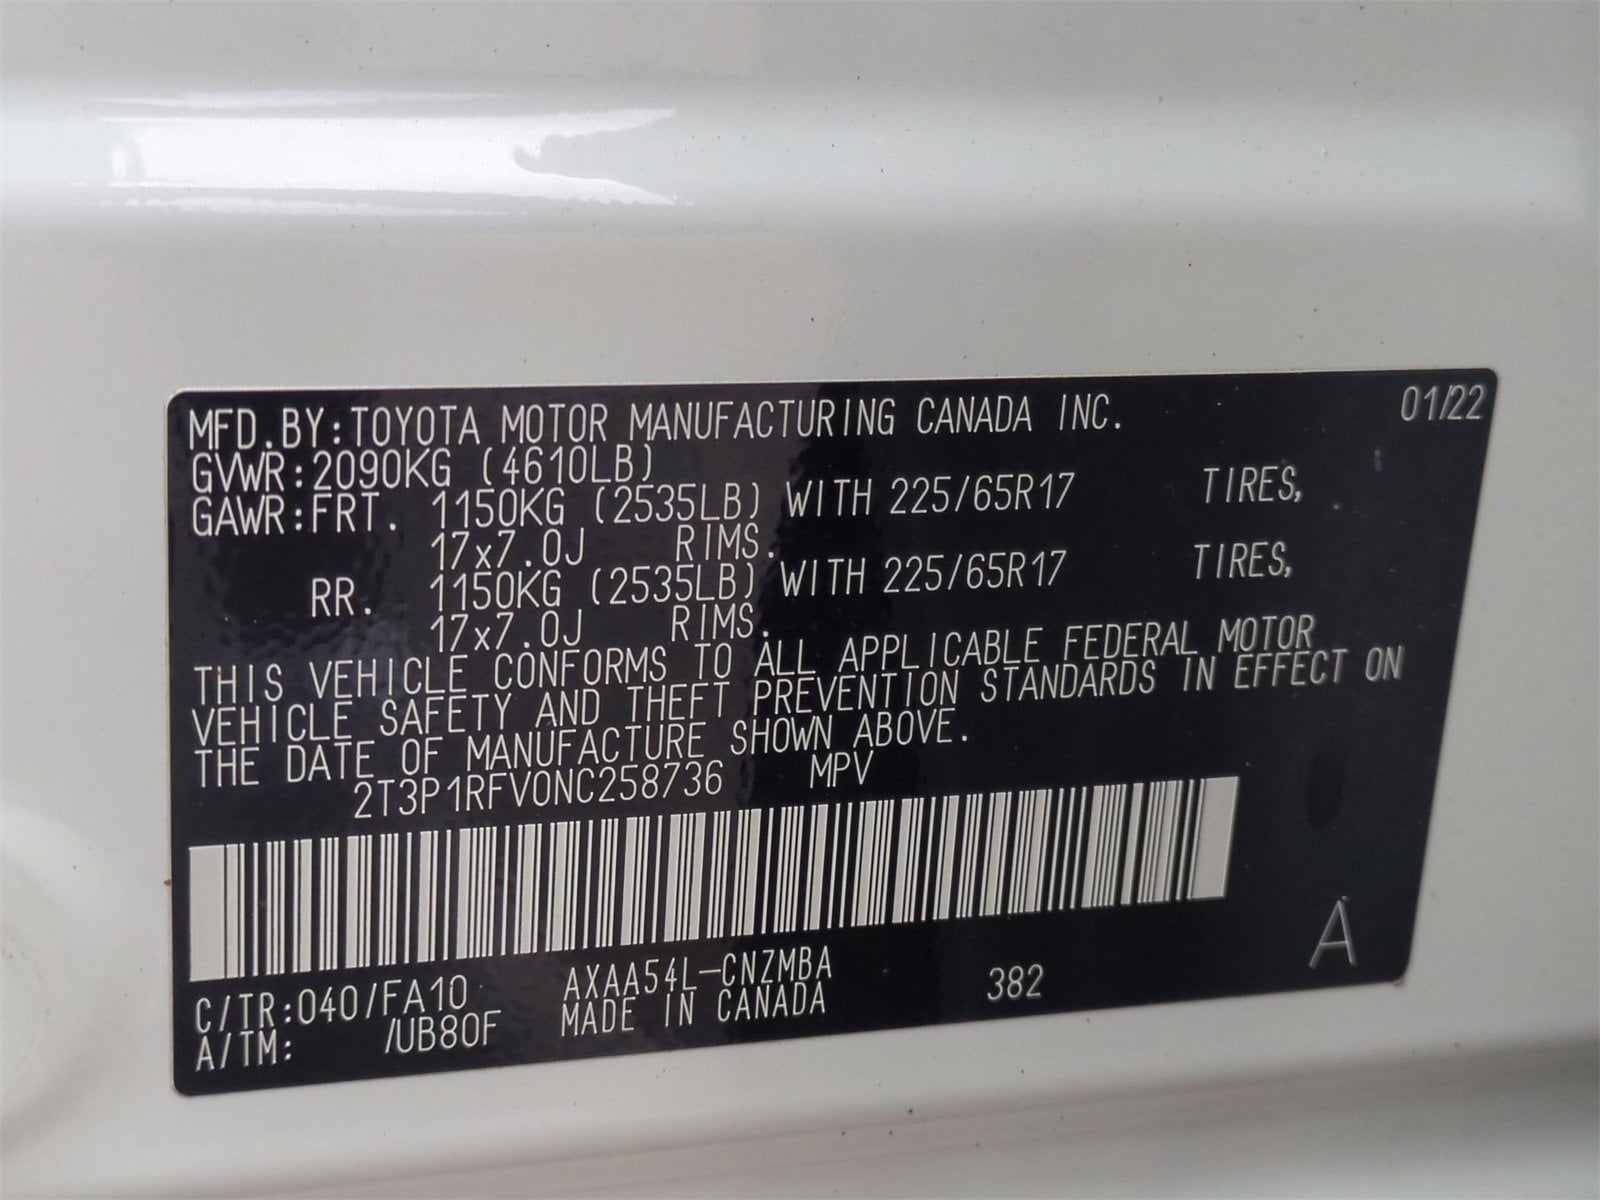 MFD.BY:TOYOTA MOTOR MANUFACTURING CANADA INC. 01/22
GVWR:2090KG (4610LB)
GAWR:FRT. 1150KG (2535LB) WITH 225/65R17 TIRES,
17x7.0J RIMS.
RR. 1150KG (2535LB) WITH 225/65R17 TIRES,
17x7.0J RIMS.
THIS VEHICLE CONFORMS TO ALL APPLICABLE FEDERAL MOTOR
VEHICLE SAFETY AND THEFT PREVENTION STANDARDS IN EFFECT ON
THE DATE OF MANUFACTURE SHOWN ABOVE.
2T3P1RFV0NC258736 MPV
A
C/TR:040/FA10 AXAA54L-CNZMBA 382
A/TM: /UB80F MADE IN CANADA